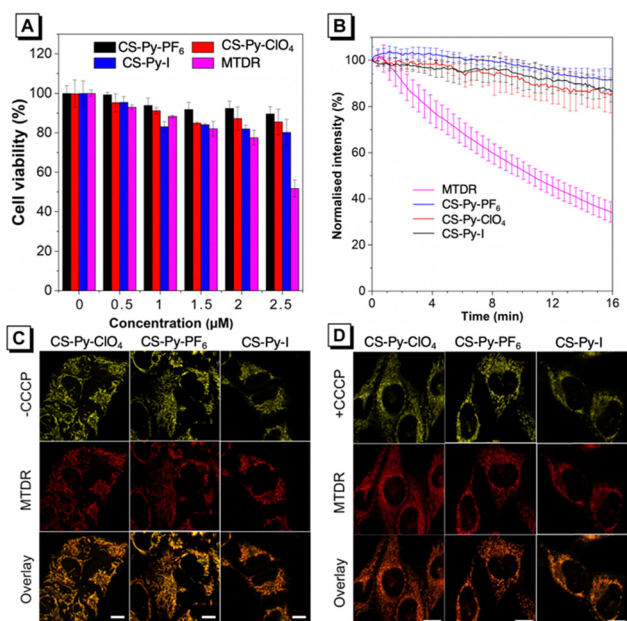 A
CS-Py-PF6 CS-Py-ClO4
CS-Py-I MTDR
Cell viability (%)
120
100
80
60
40
20
0
0 0.5 1 1.5 2 2.5
Concentration (μM)
B
Normalised intensity (%)
100
80
60
40
MTDR
CS-Py-PF6
CS-Py-ClO4
CS-Py-I
0 4 8 12 16
Time (min)
C
CS-Py-ClO4 CS-Py-PF6 CS-Py-I
-CCCP
MTDR
Overlay
D
CS-Py-ClO4 CS-Py-PF6 CS-Py-I
+CCCP
MTDR
Overlay